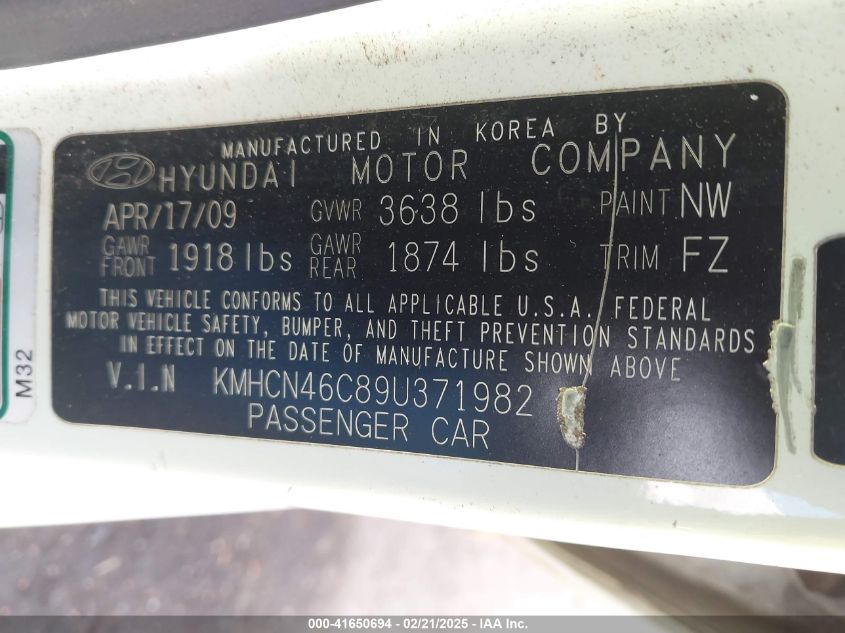 MANUFACTURED IN KOREA BY
HYUNDAI MOTOR COMPANY
APR/17/09 GVWR 3638 lbs PAINT NW
GAWR FRONT 1918 lbs GAWR REAR 1874 lbs TRIM FZ
THIS VEHICLE CONFORMS TO ALL APPLICABLE U.S.A. FEDERAL
MOTOR VEHICLE SAFETY, BUMPER, AND THEFT PREVENTION STANDARDS
IN EFFECT ON THE DATE OF MANUFACTURE SHOWN ABOVE
V.I.N KMHCN46C89U371982
PASSENGER CAR
M32
000-41650694 - 02/21/2025 - IAA Inc.